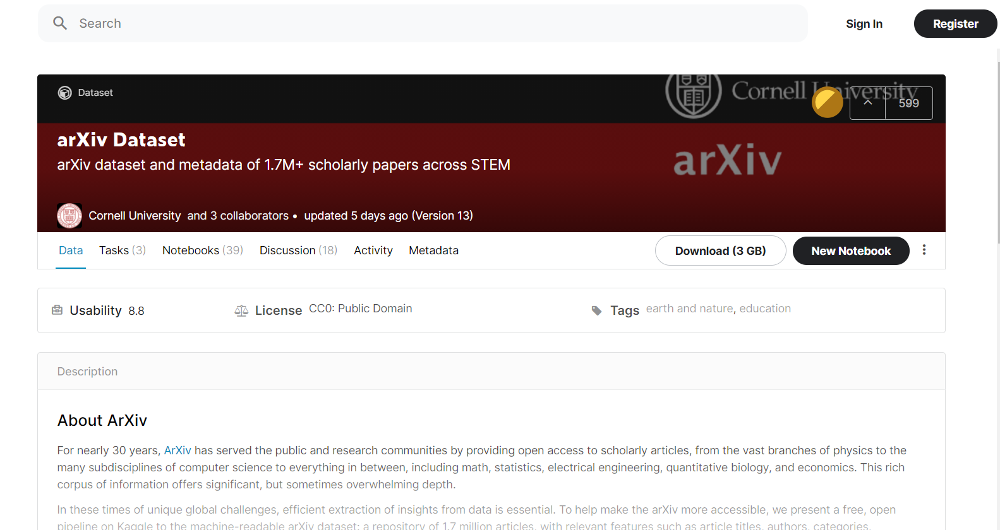 Search
Sign In
Register
Dataset
Cornell University
599
arXiv Dataset
arXiv dataset and metadata of 1.7M+ scholarly papers across STEM
arXiv
Cornell University and 3 collaborators • updated 5 days ago (Version 13)
Data
Tasks (3)
Notebooks (39)
Discussion (18)
Activity
Metadata
Download (3 GB)
New Notebook
Usability 8.8
License CC0: Public Domain
Tags earth and nature, education
Description
About ArXiv
For nearly 30 years, ArXiv has served the public and research communities by providing open access to scholarly articles, from the vast branches of physics to the
many subdisciplines of computer science to everything in between, including math, statistics, electrical engineering, quantitative biology, and economics. This rich
corpus of information offers significant, but sometimes overwhelming depth.
In these times of unique global challenges, efficient extraction of insights from data is essential. To help make the arXiv more accessible, we present a free, open
pipeline on Kaggle to the machine-readable arXiv dataset: a repository of 1.7 million articles, with relevant features such as article titles, authors, categories,